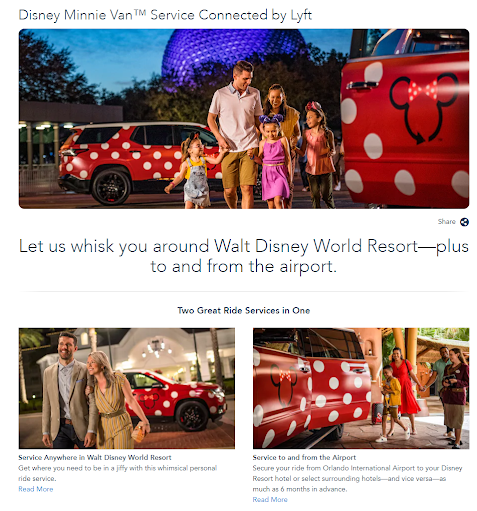 Disney Minnie Van™ Service Connected by Lyft
Share
Let us whisk you around Walt Disney World Resort—plus
to and from the airport.
Two Great Ride Services in One
Service Anywhere in Walt Disney World Resort
Get where you need to be in a jiffy with this whimsical personal
ride service.
Read More
Service to and from the Airport
Secure your ride from Orlando International Airport to your Disney
Resort hotel or select surrounding hotels—and vice versa—as
much as 6 months in advance.
Read More